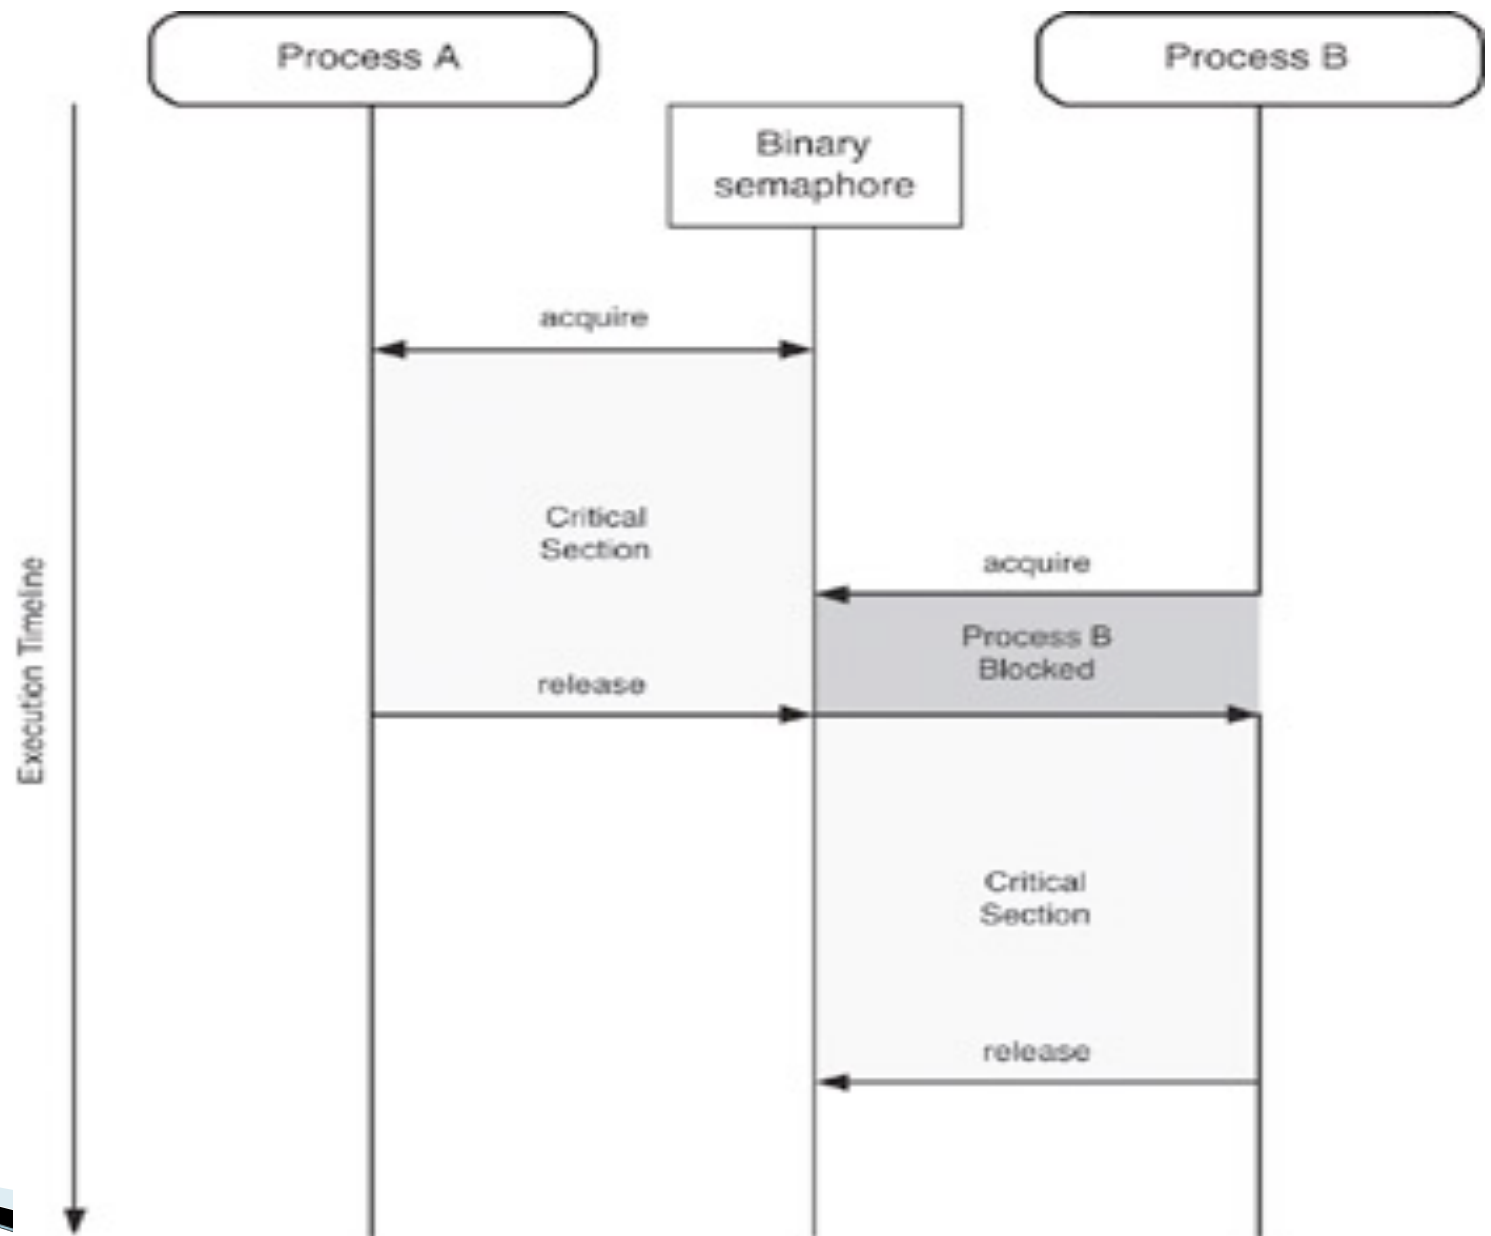 Process A
Process B
Binary
semaphore
acquire
Critical
Section
acquire
Process B
Blocked
release
Execution Timeline
Critical
Section
release